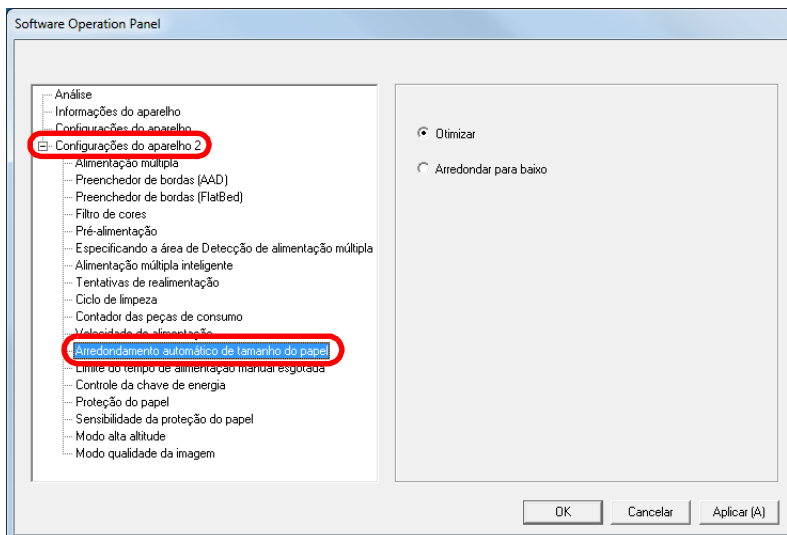 Software Operation Panel
Análise
Informações do aparelho
Configurações do aparelho
Configurações do aparelho 2
Alimentação múltipla
Preenchedor de bordas (AAD)
Preenchedor de bordas (FlatBed)
Filtro de cores
Pré-alimentação
Especificando a área de Detecção de alimentação múltipla
Alimentação múltipla inteligente
Tentativas de realimentação
Ciclo de limpeza
Contador das peças de consumo
Velocidade de alimentação
Arredondamento automático de tamanho do papel
Limite do tempo de alimentação manual esgotada
Controle da chave de energia
Proteção do papel
Sensibilidade da proteção do papel
Modo alta altitude
Modo qualidade da imagem
Otimizar
Arredondar para baixo
OK
Cancelar
Aplicar (A)